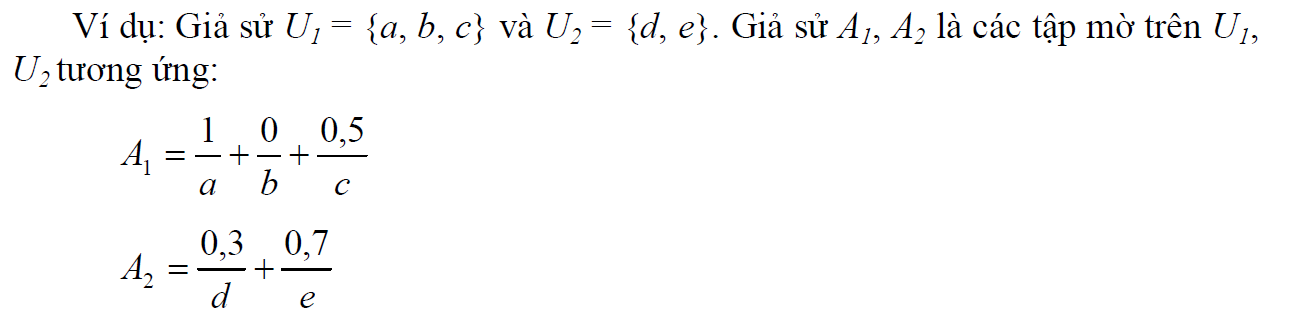 Ví dụ: Giả sử U₁ = {a, b, c} và U₂ = {d, e}. Giả sử A₁, A₂ là các tập mờ trên U₁,
U₂ tương ứng:
A₁ = 1/a + 0/b + 0,5/c
A₂ = 0,3/d + 0,7/e